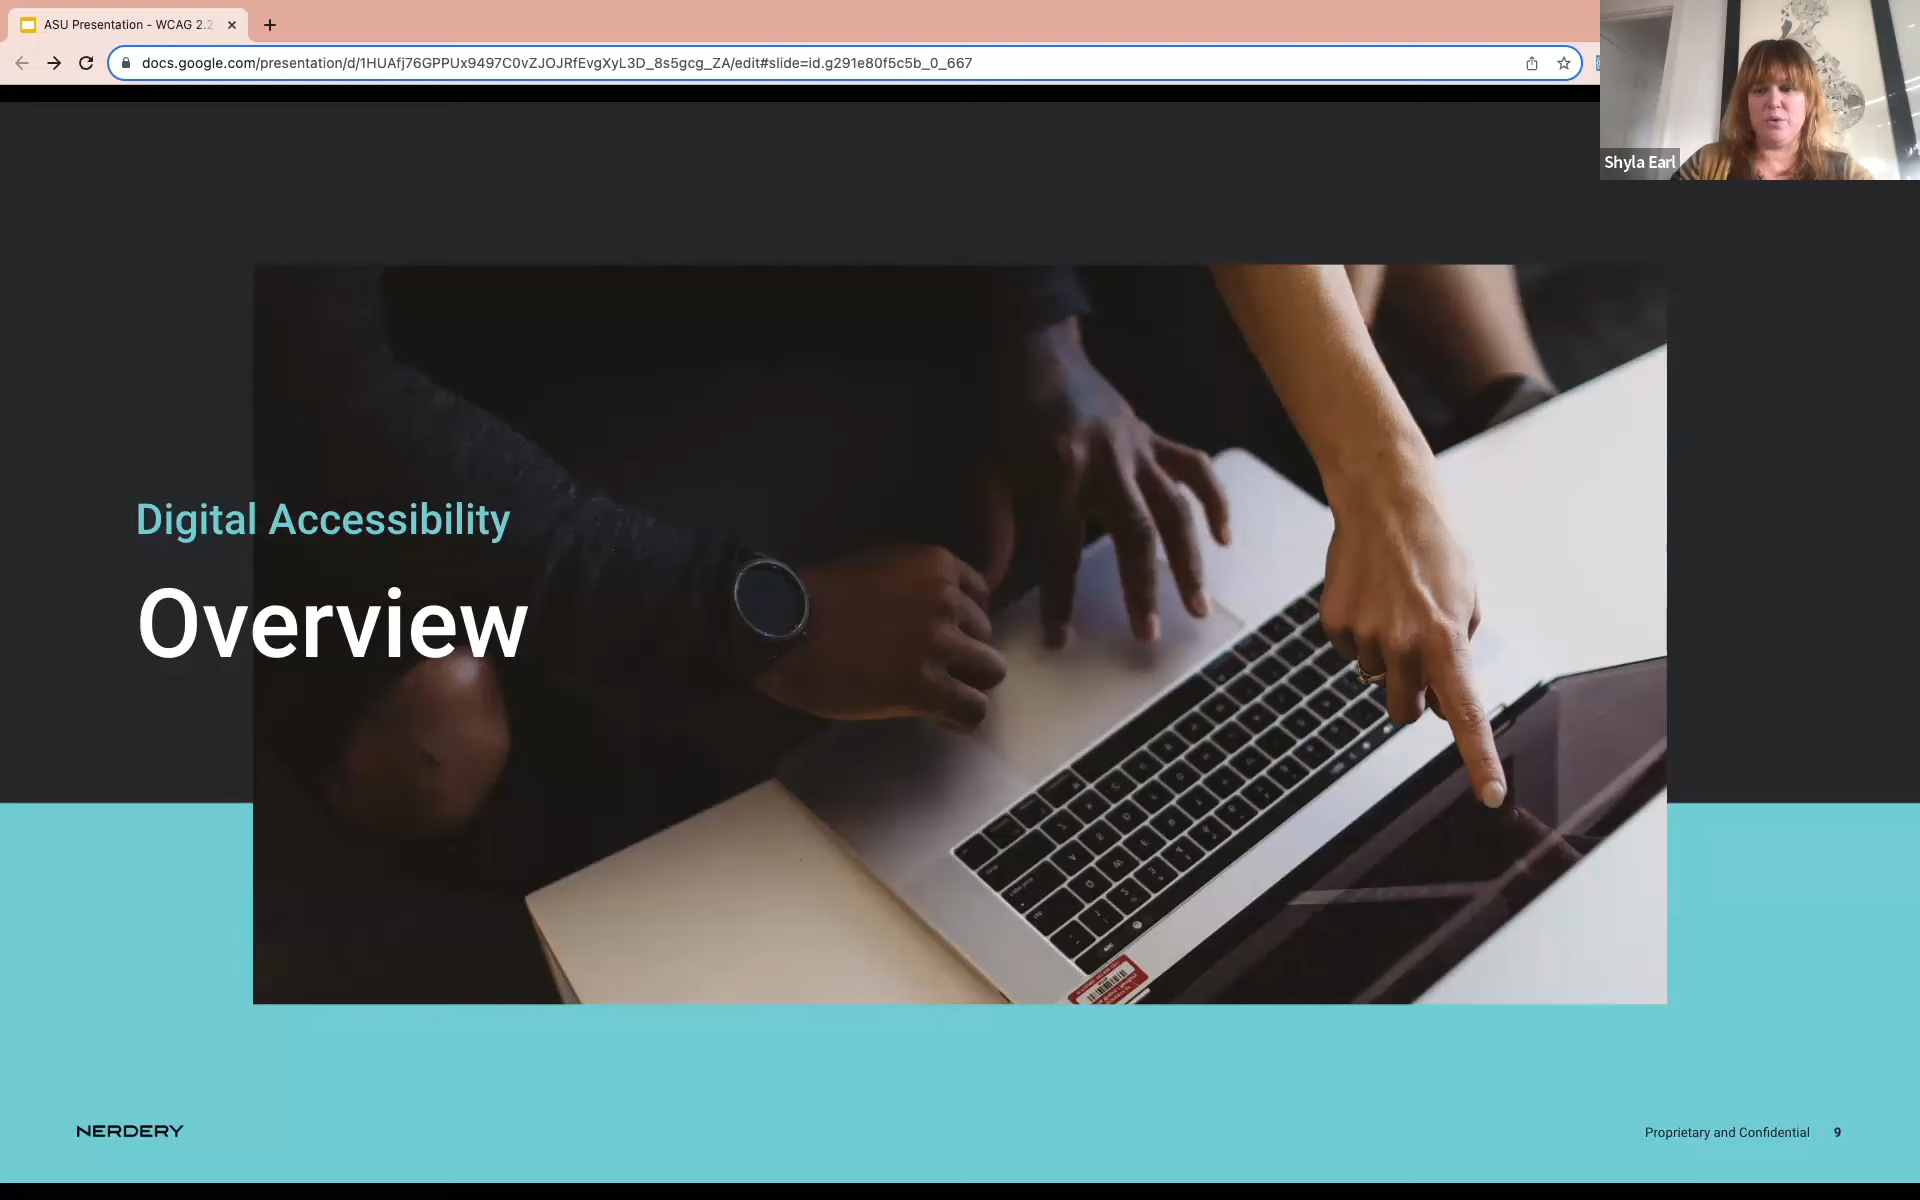 ASU Presentation - WCAG 2.2
docs.google.com/presentation/d/1HUAfj76GPPUx9497C0vZJOJRfEvgXyL3D_8s5gcg_ZA/edit#slide=id.g291e80f5c5b_0_667
Shyla Earl
Digital Accessibility
Overview
NERDERY
Proprietary and Confidential 9